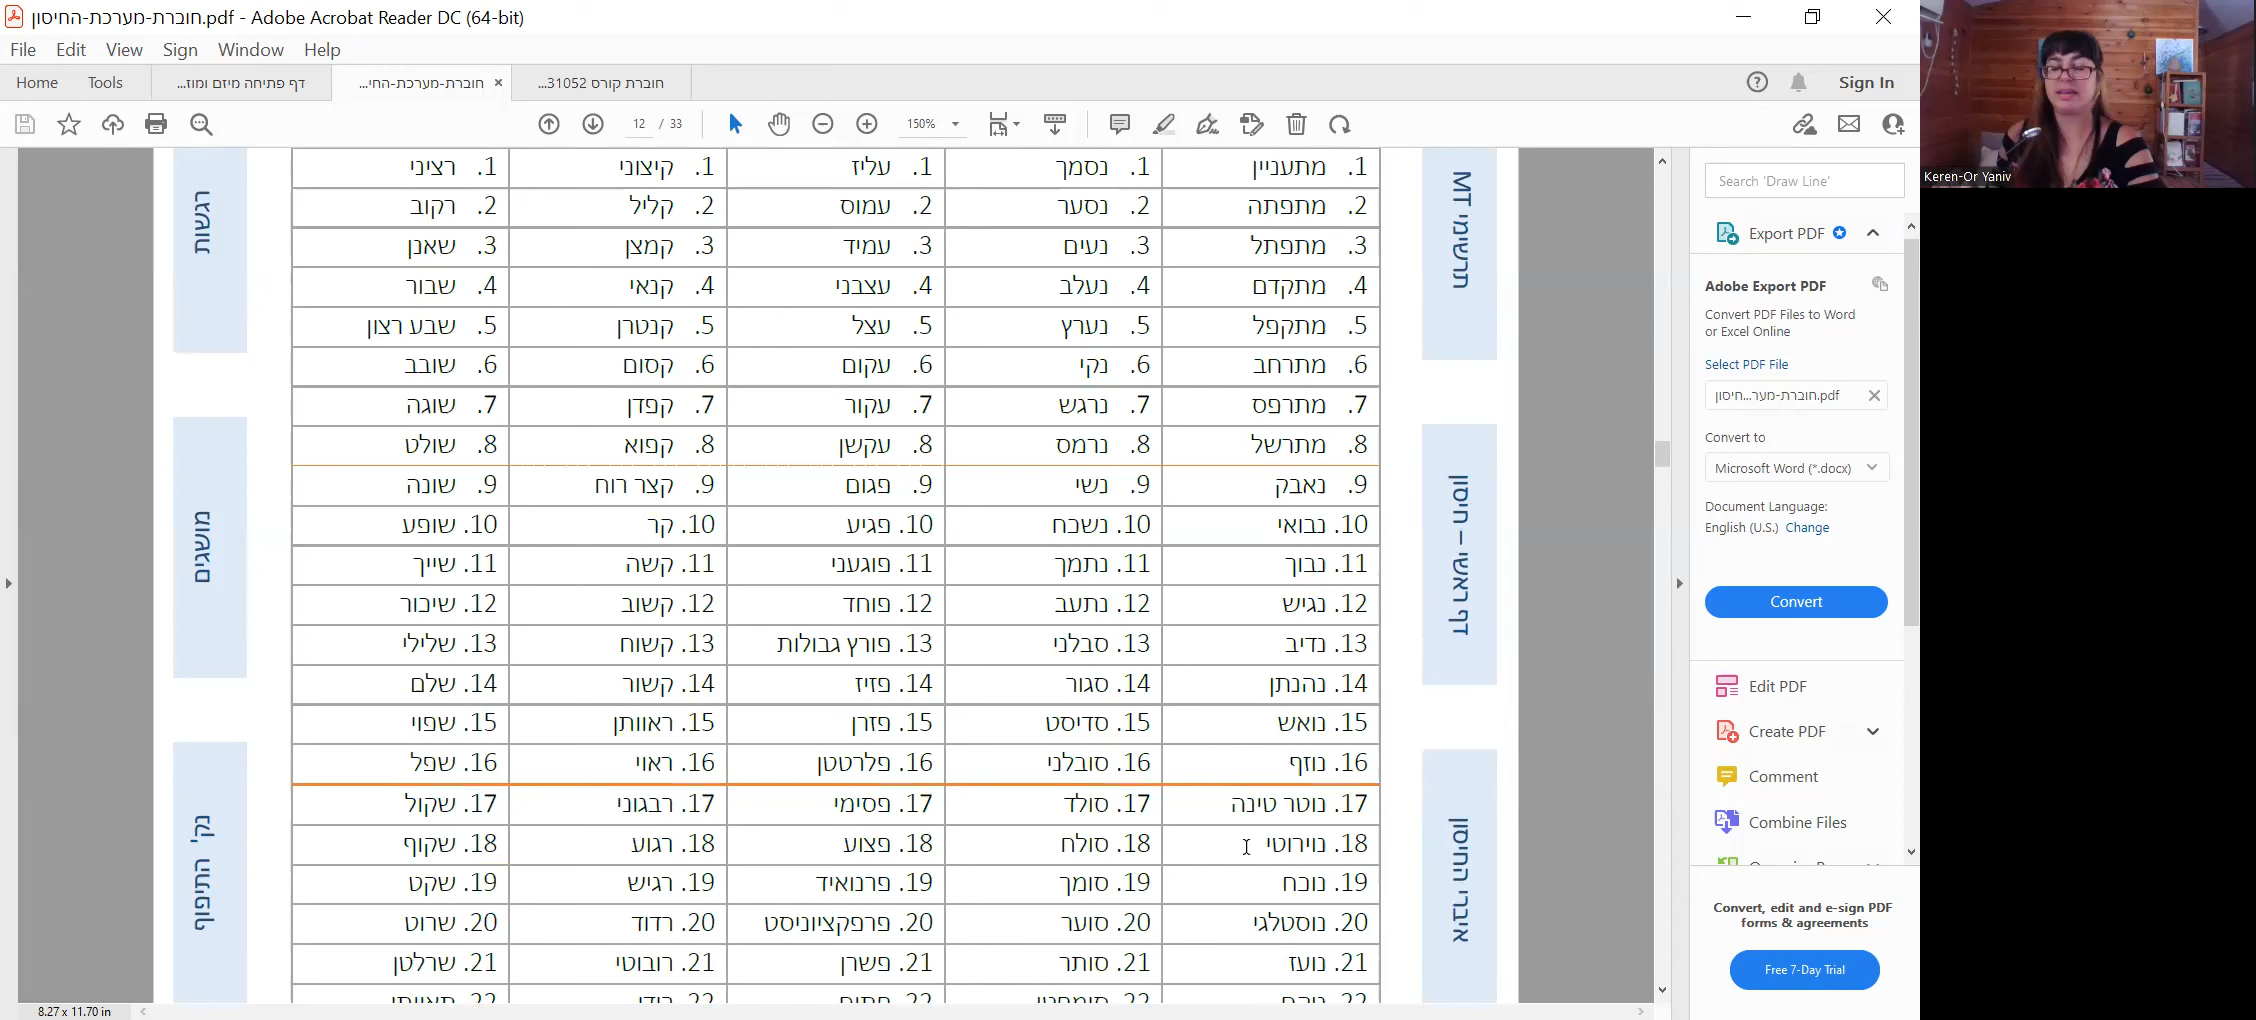 חוברת-מערכת-החיסון.pdf - Adobe Acrobat Reader DC (64-bit)
File Edit View Sign Window Help
Home Tools דף פתיחה מיזם ומוז... חוברת-מערכת-החי... חוברת קורס 31052... Sign In
12 / 33 150%
Keren-Or Yaniv
1. מתעניין 1. נסמך 1. עליז 1. קיצוני 1. רציני
2. מתפתה 2. נסער 2. עמוס 2. קליל 2. רקוב
3. מתפתל 3. נעים 3. עמיד 3. קמצן 3. שאנן
4. מתקדם 4. נעלב 4. עצבני 4. קנאי 4. שבור
5. מתקפל 5. נערץ 5. עצל 5. קנטרן 5. שבע רצון
6. מתרחב 6. נקי 6. עקום 6. קסום 6. שובב
7. מתרפס 7. נרגש 7. עקור 7. קפדן 7. שוגה
8. מתרשל 8. נרמס 8. עקשן 8. קפוא 8. שולט
9. נאבק 9. נשי 9. פגום 9. קצר רוח 9. שונה
10. נבואי 10. נשכח 10. פגיע 10. קר 10. שופע
11. נבוך 11. נתמך 11. פוגעני 11. קשה 11. שייך
12. נגיש 12. נתעב 12. פוחד 12. קשוב 12. שיכור
13. נדיב 13. סבלני 13. פורץ גבולות 13. קשוח 13. שלילי
14. נהנתן 14. סגור 14. פזיז 14. קשור 14. שלם
15. נואש 15. סדיסט 15. פזרן 15. ראוותן 15. שפוי
16. נוזף 16. סובלני 16. פלרטטן 16. ראוי 16. שפל
17. נוטר טינה 17. סולד 17. פסימי 17. רבגוני 17. שקול
18. נוירוטי 18. סולח 18. פצוע 18. רגוע 18. שקוף
19. נוכח 19. סומך 19. פרנואיד 19. רגיש 19. שקט
20. נוסטלגי 20. סוער 20. פרפקציוניסט 20. רדוד 20. שרוט
21. נועז 21. סותר 21. פשרן 21. רובוטי 21. שרלטן
תרשימי MT
דף ראשי – חיסון
איברי החיסון
רגשות
מושגים
נק' התיפוף
Search 'Draw Line'
Export PDF
Adobe Export PDF
Convert PDF Files to Word
or Excel Online
Select PDF File
חוברת-מער...חיסון.pdf
Convert to
Microsoft Word (*.docx)
Document Language:
English (U.S.) Change
Convert
Edit PDF
Create PDF
Comment
Combine Files
Convert, edit and e-sign PDF
forms & agreements
Free 7-Day Trial
8.27 x 11.70 in